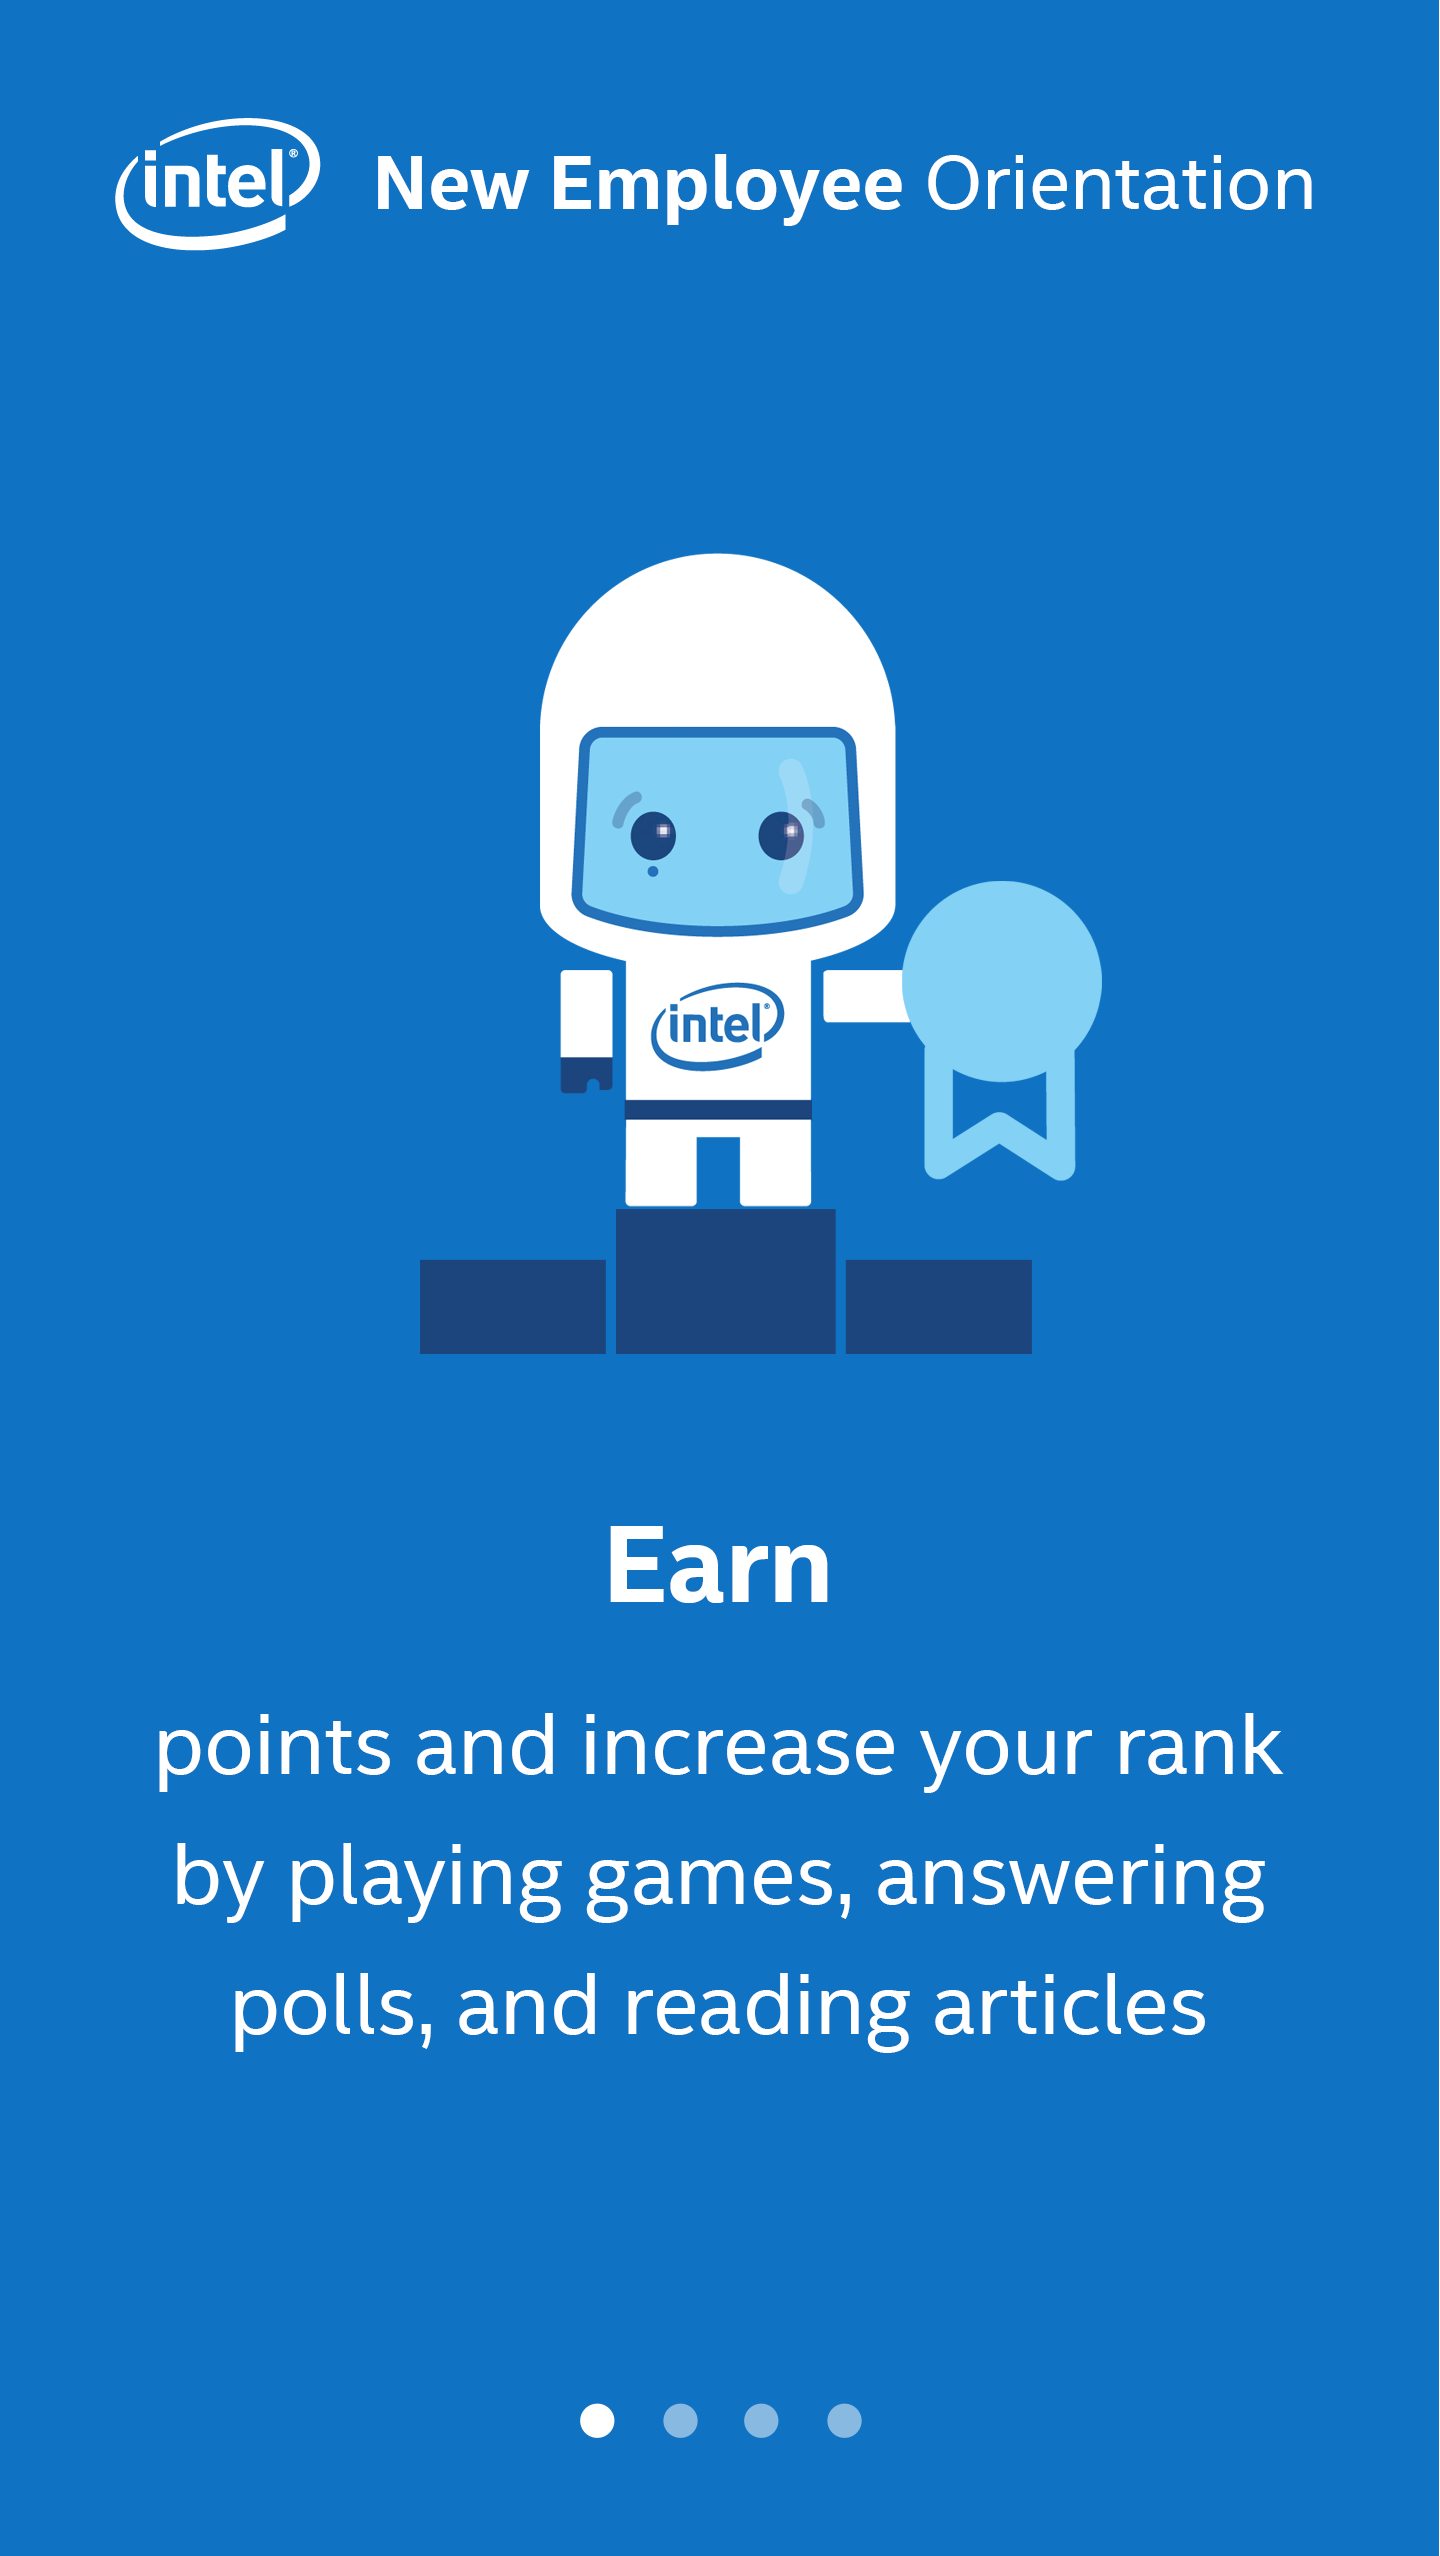 intel® New Employee Orientation
intel®
Earn
points and increase your rank
by playing games, answering
polls, and reading articles